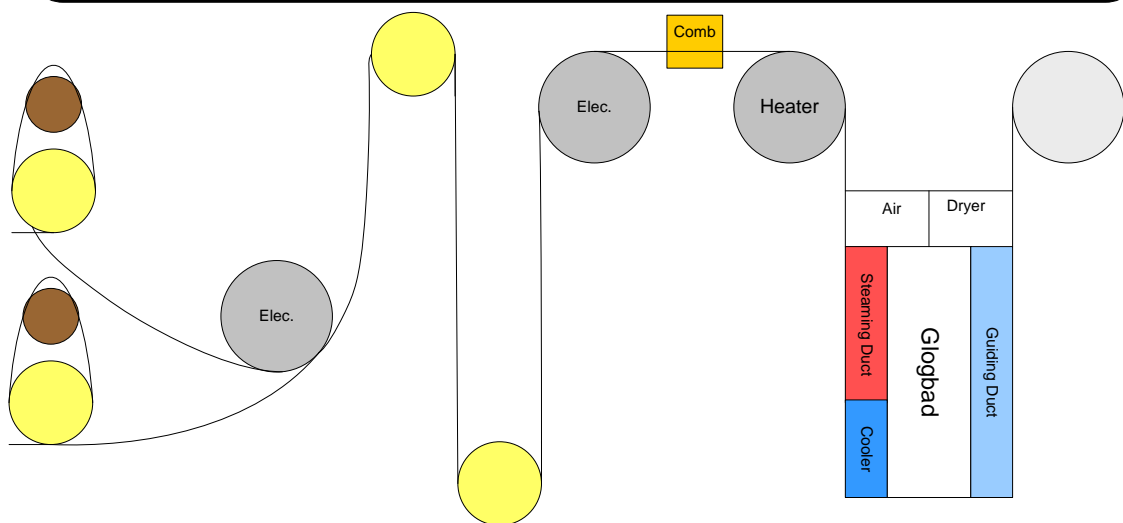 Comb
Elec.
Heater
Air
Dryer
Steaming Duct
Glogbad
Guiding Duct
Elec.
Cooler